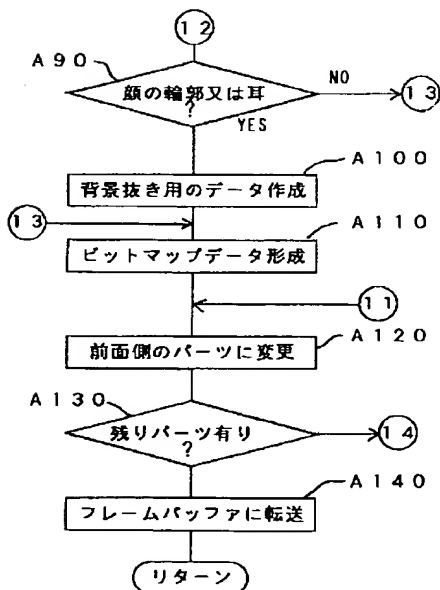 12
A90
顔の輪郭又は耳
?
NO
13
YES
A100
背景抜き用のデータ作成
13
A110
ビットマップデータ形成
11
A120
前面側のパーツに変更
A130
残りパーツ有り
?
14
A140
フレームバッファに転送
リターン